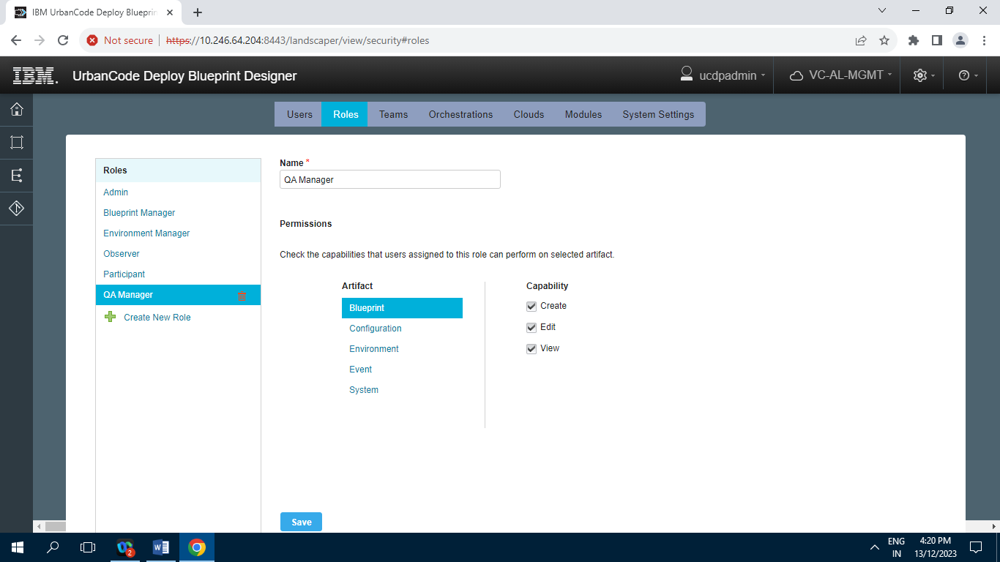 IBM UrbanCode Deploy Blueprin
Not secure https://10.246.64.204:8443/landscaper/view/security#roles
IBM. UrbanCode Deploy Blueprint Designer ucdpadmin VC-AL-MGMT
Users Roles Teams Orchestrations Clouds Modules System Settings
Roles
Admin
Blueprint Manager
Environment Manager
Observer
Participant
QA Manager
Create New Role
Name *
QA Manager
Permissions
Check the capabilities that users assigned to this role can perform on selected artifact.
Artifact
Blueprint
Configuration
Environment
Event
System
Capability
Create
Edit
View
Save
2
ENG
IN
4:20 PM
13/12/2023